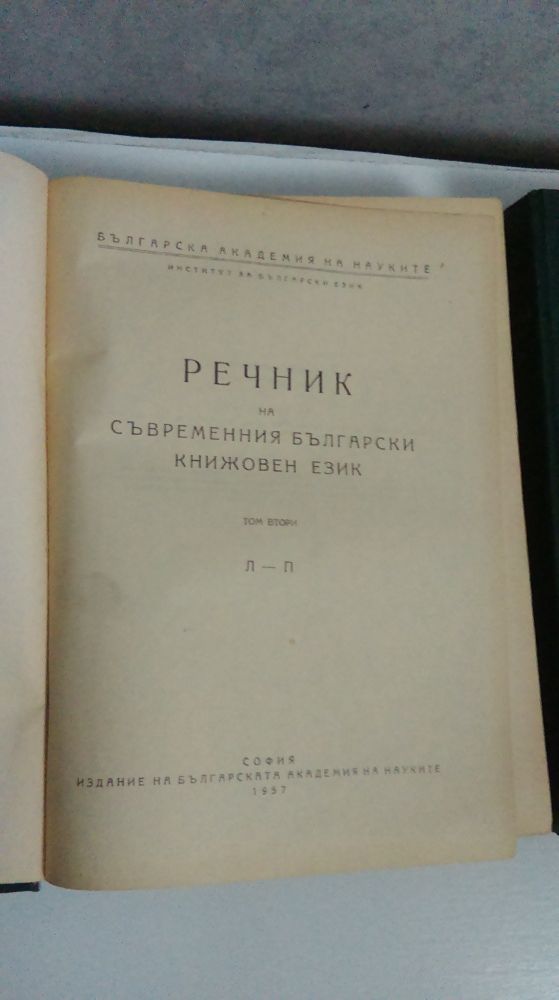 БЪЛГАРСКА АКАДЕМИЯ НА НАУКИТЕ
ИНСТИТУТ ЗА БЪЛГАРСКИ ЕЗИК
РЕЧНИК
НА
СЪВРЕМЕННИЯ БЪЛГАРСКИ
КНИЖОВЕН ЕЗИК
ТОМ ВТОРИ
Л — П
СОФИЯ
ИЗДАНИЕ НА БЪЛГАРСКАТА АКАДЕМИЯ НА НАУКИТЕ
1957